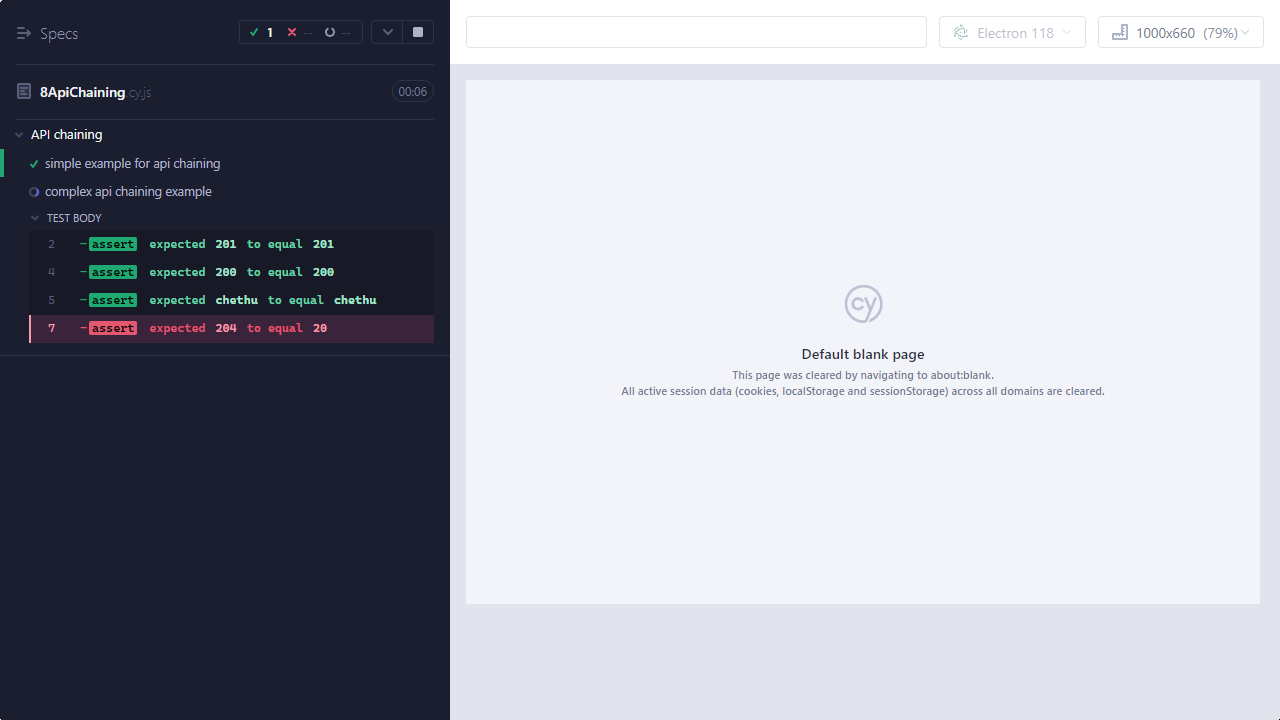 Specs
1 -- --
8ApiChaining.cy.js
00:06
API chaining
simple example for api chaining
complex api chaining example
TEST BODY
2 -assert expected 201 to equal 201
4 -assert expected 200 to equal 200
5 -assert expected chethu to equal chethu
7 -assert expected 204 to equal 20
Electron 118
1000x660 (79%)
cy
Default blank page
This page was cleared by navigating to about:blank.
All active session data (cookies, localStorage and sessionStorage) across all domains are cleared.